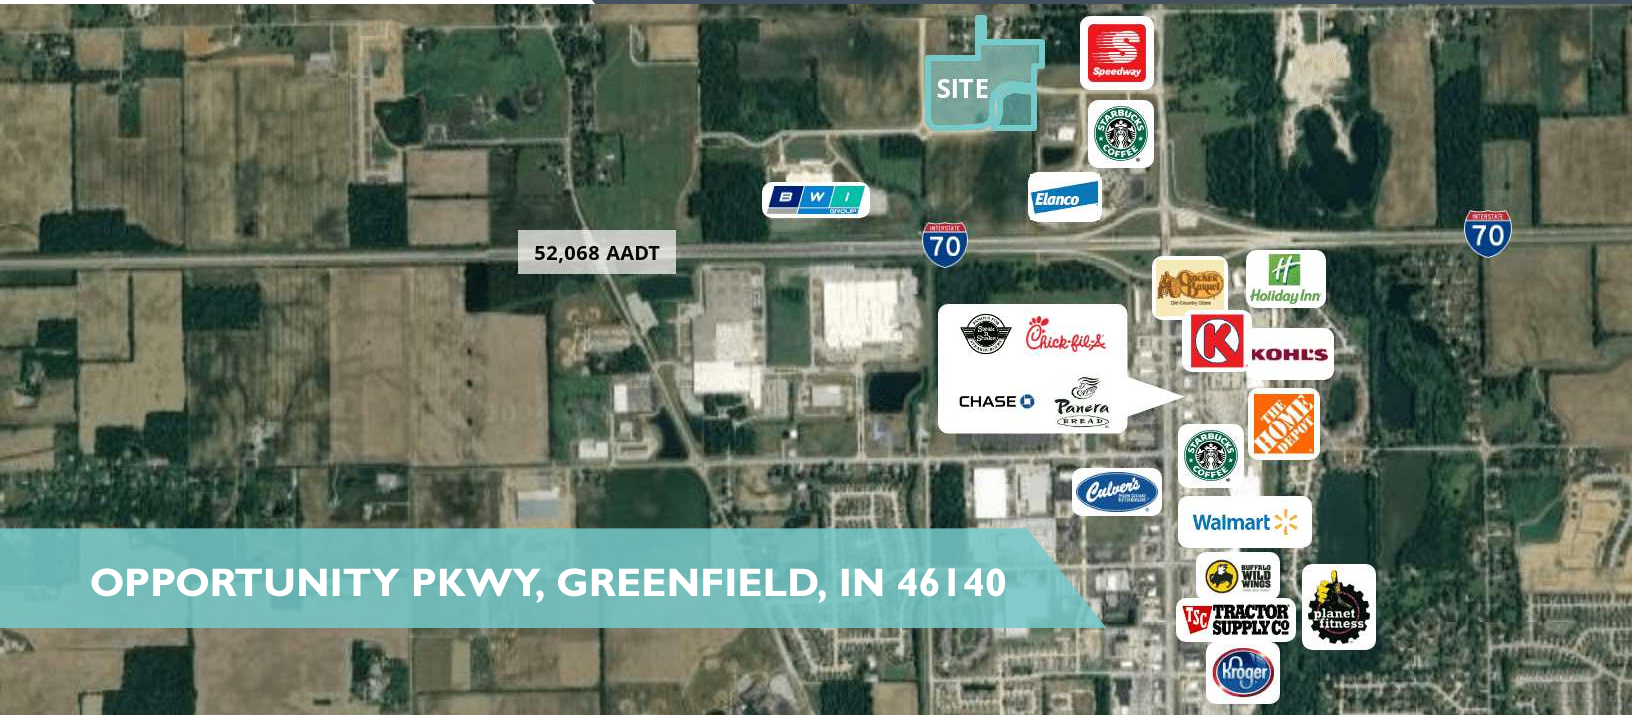 SITE
S
Speedway
STARBUCKS
COFFEE
BWI
GROUP
Elanco
INTERSTATE
70
INTERSTATE
70
52,068 AADT
Cracker
Barrel
Old Country Store
H
Holiday Inn
K
KOHL'S
Steak
n
Shake
Chick-fil-A
CHASE
Panera
BREAD
THE
HOME
DEPOT
STARBUCKS
COFFEE
Culver's
Walmart
OPPORTUNITY PKWY, GREENFIELD, IN 46140
BUFFALO
WILD
WINGS
TSC TRACTOR
SUPPLY CO
planet
fitness
Kroger